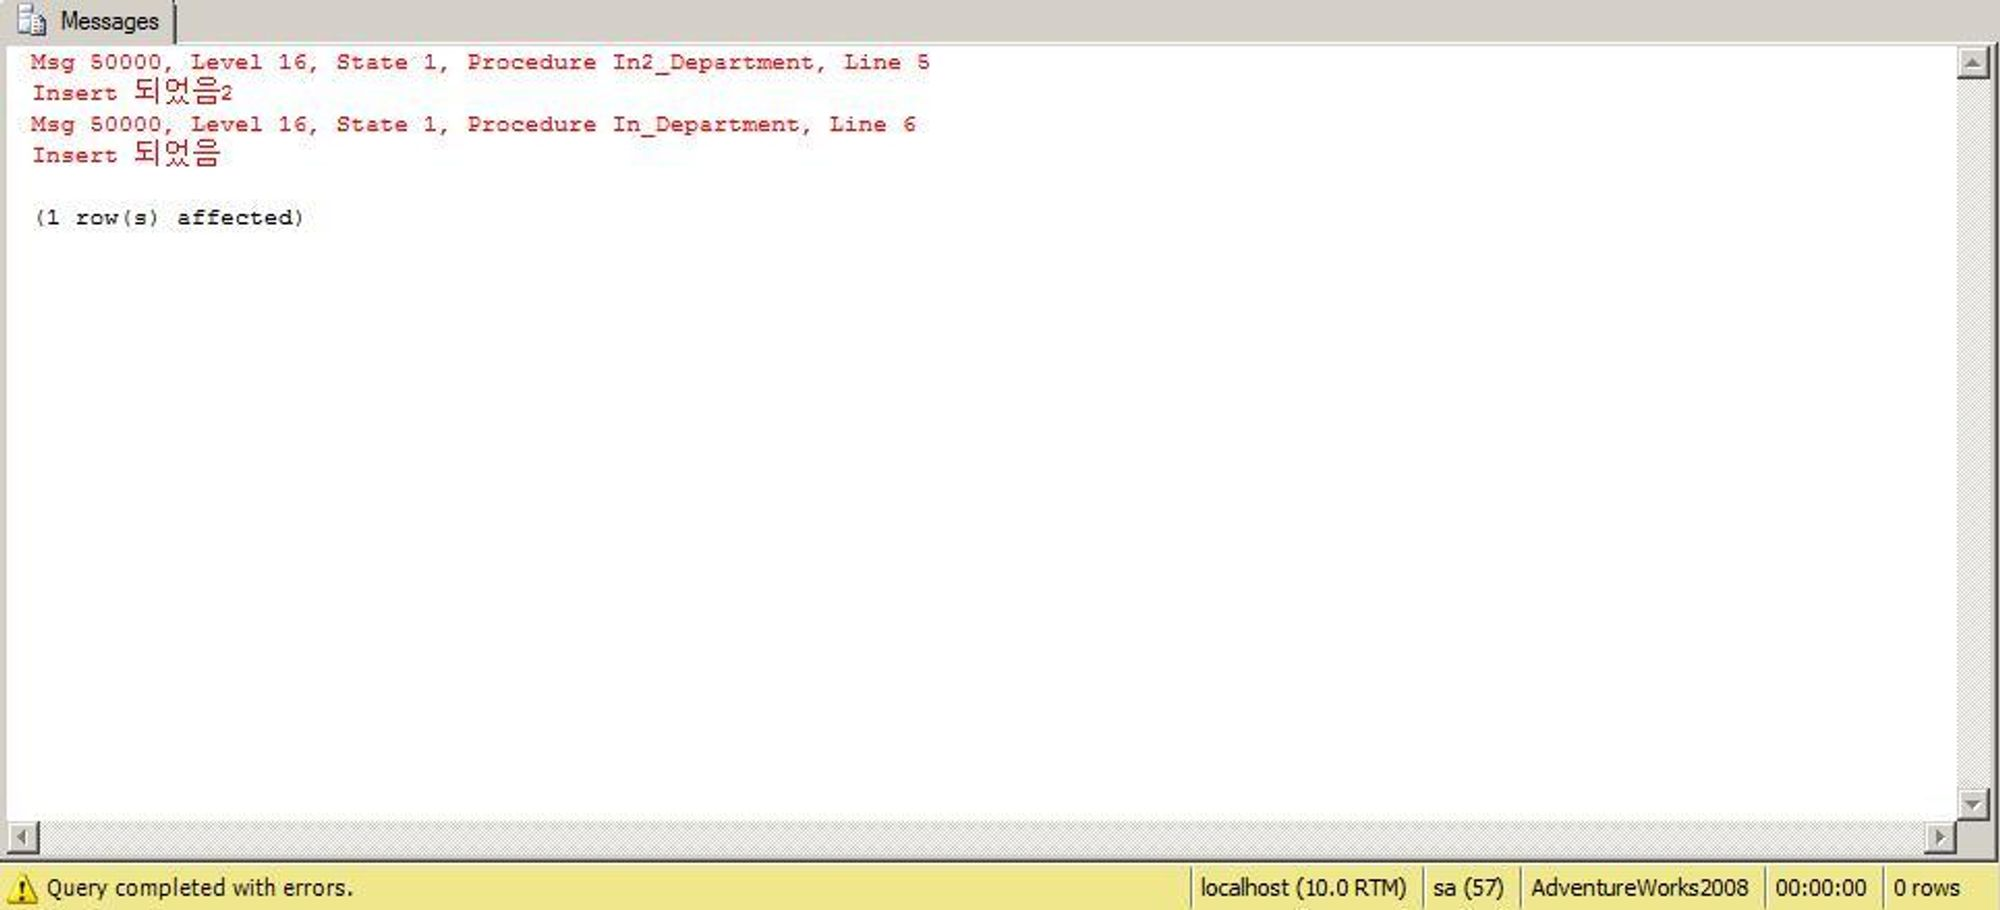 Messages
Msg 50000, Level 16, State 1, Procedure In2_Department, Line 5
Insert 되었음2
Msg 50000, Level 16, State 1, Procedure In_Department, Line 6
Insert 되었음
(1 row(s) affected)
Query completed with errors. localhost (10.0 RTM) sa (57) AdventureWorks2008 00:00:00 0 rows